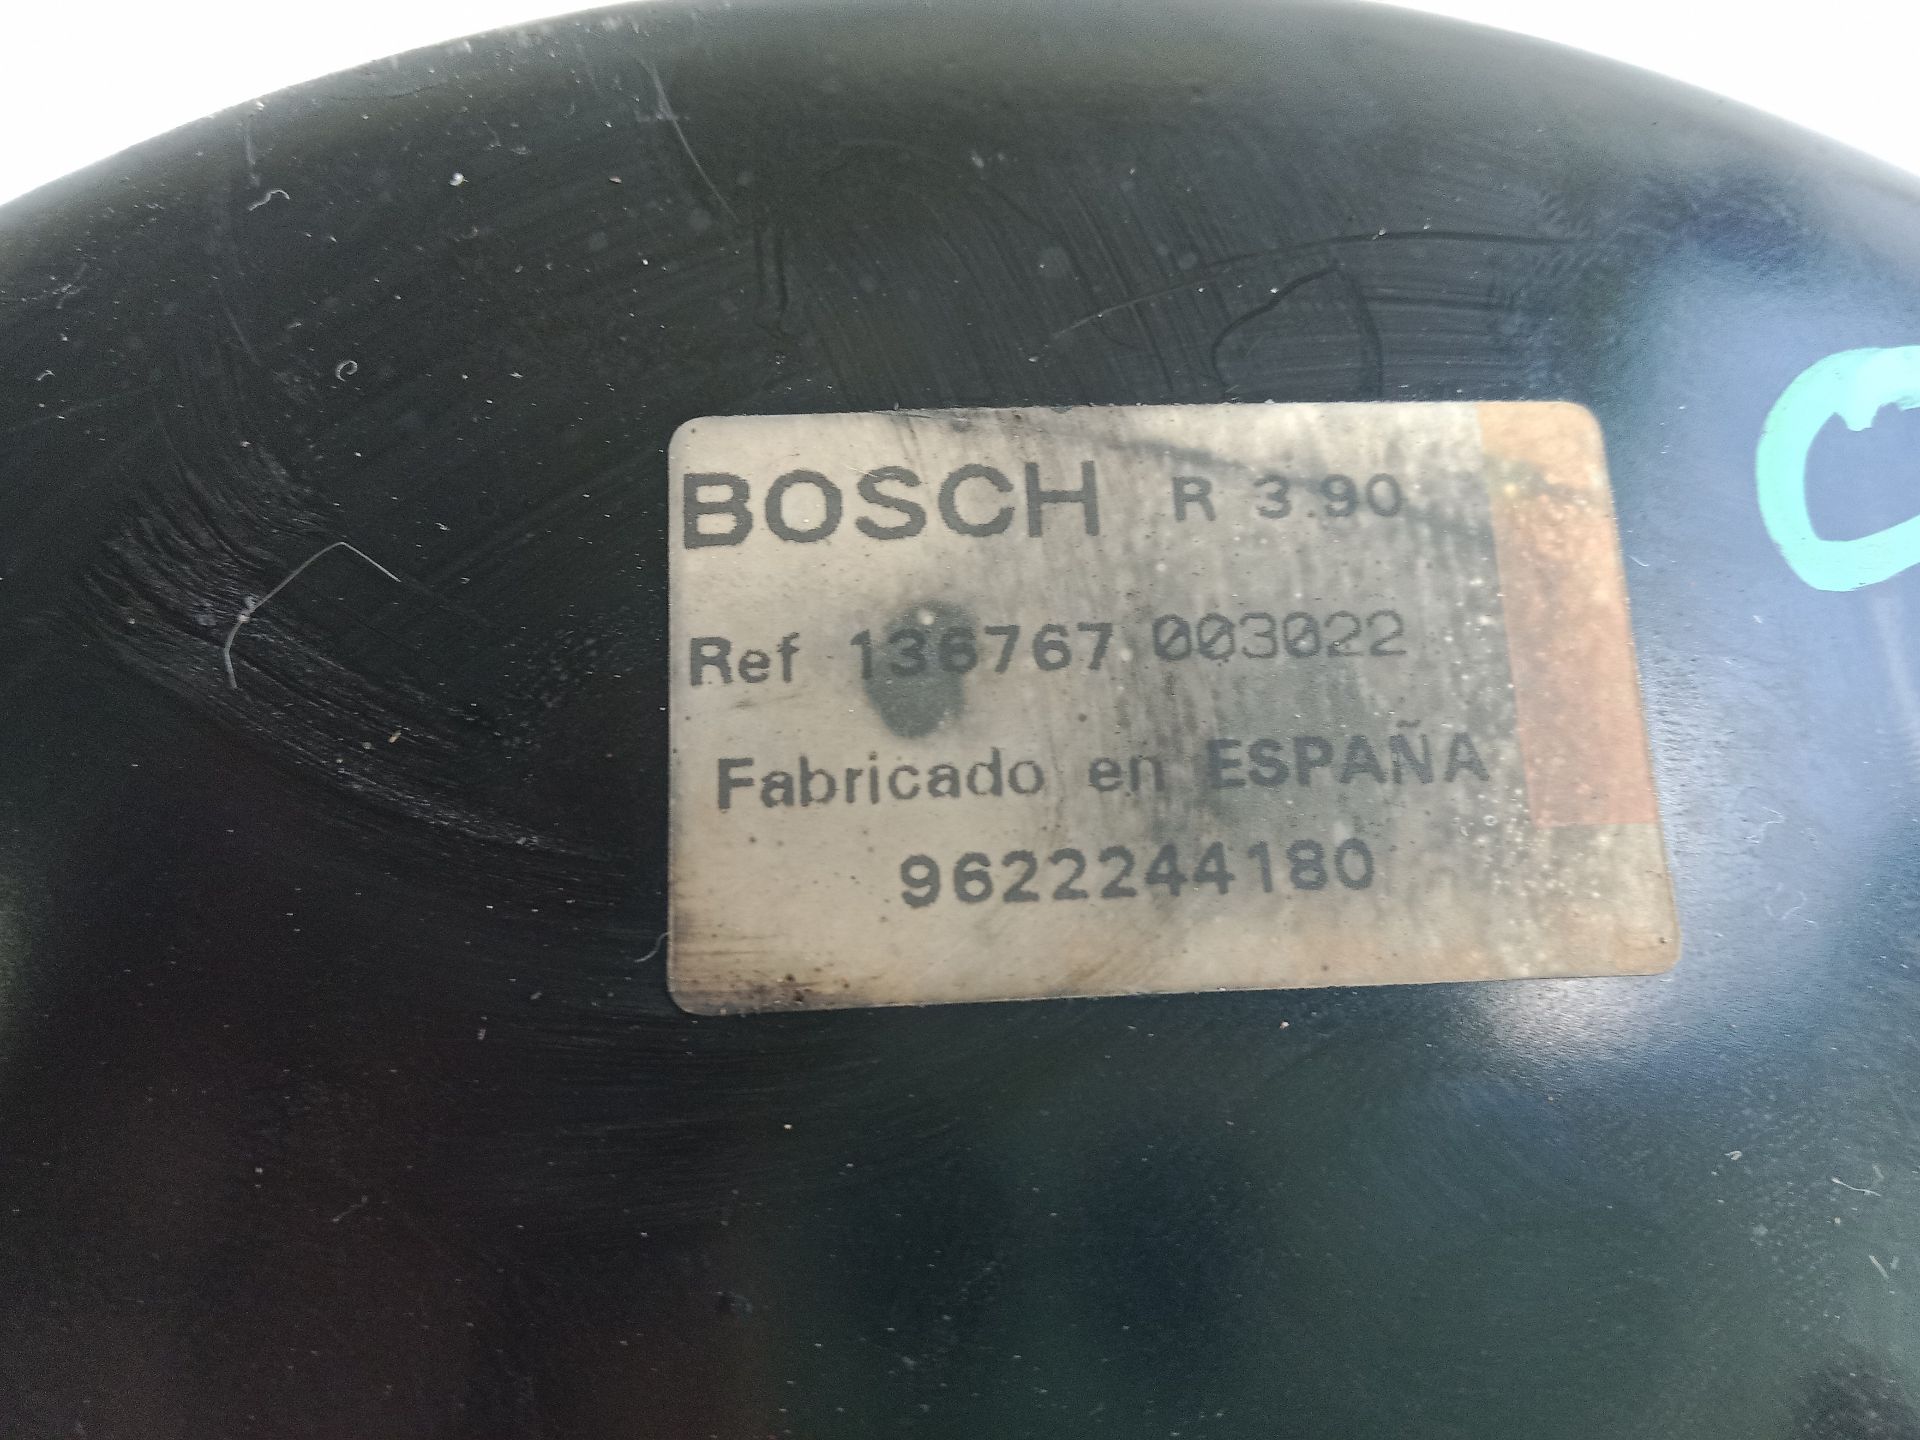 BOSCH R 3.90
Ref 136767 003022
Fabricado en ESPAÑA
9622244180